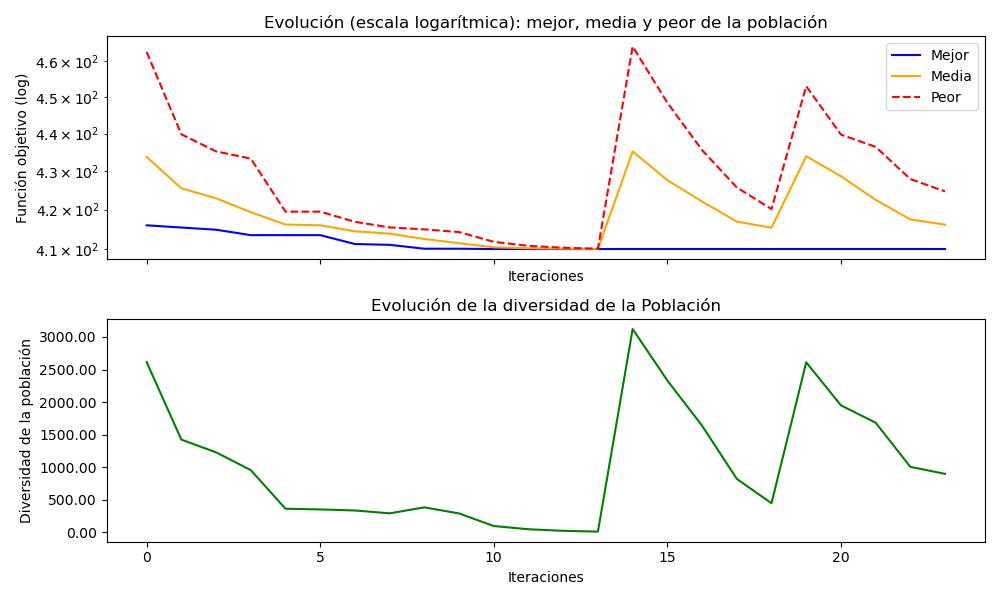 Evolución (escala logarítmica): mejor, media y peor de la población
Función objetivo (log)
4.6 × 10²
4.5 × 10²
4.4 × 10²
4.3 × 10²
4.2 × 10²
4.1 × 10²
Mejor
Media
Peor
Iteraciones
Evolución de la diversidad de la Población
Diversidad de la población
3000.00
2500.00
2000.00
1500.00
1000.00
500.00
0.00
0 5 10 15 20
Iteraciones